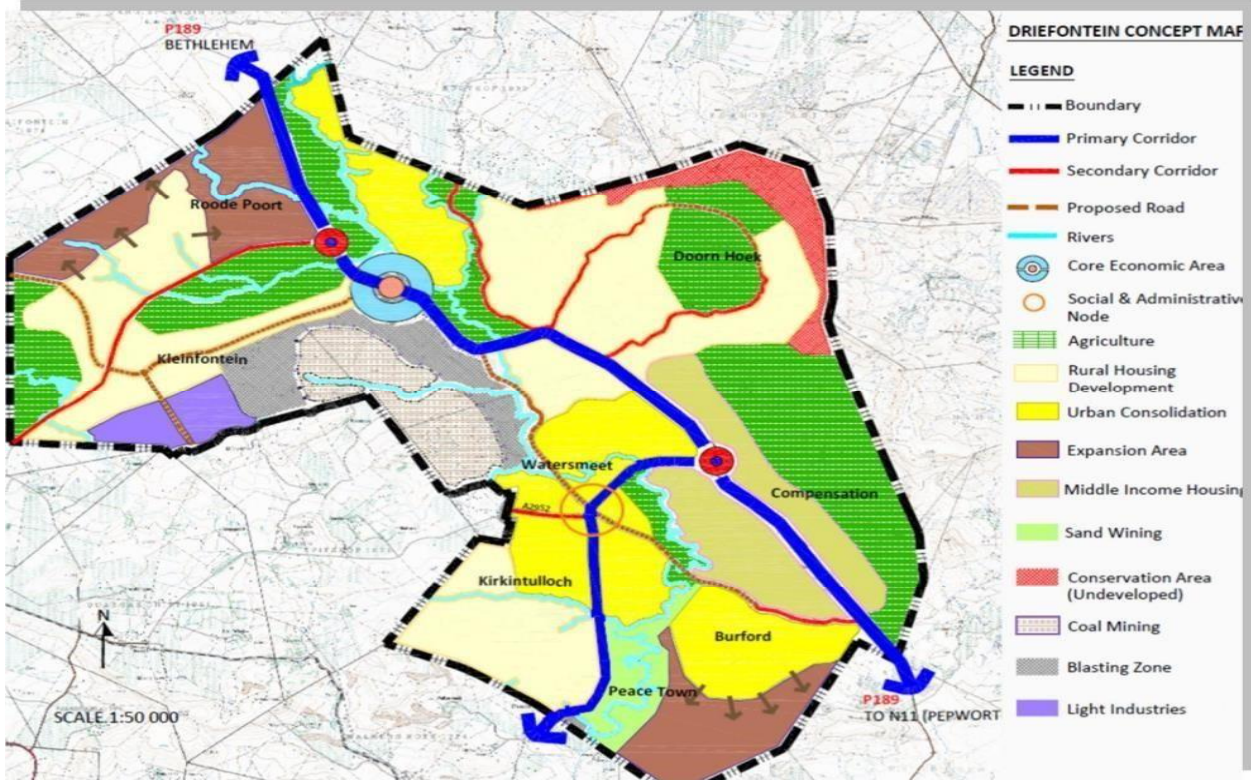 P189
BETHLEHEM
Roode Poort
Doorn Hoek
Kleinfontein
Watersmeet
A2952
Compensation
Kirkintulloch
Burford
Peace Town
P189
TO N11 (PEPWORT
N
SCALE 1:50 000
DRIEFONTEIN CONCEPT MAP
LEGEND
Boundary
Primary Corridor
Secondary Corridor
Proposed Road
Rivers
Core Economic Area
Social & Administrative
Node
Agriculture
Rural Housing
Development
Urban Consolidation
Expansion Area
Middle Income Housing
Sand Wining
Conservation Area
(Undeveloped)
Coal Mining
Blasting Zone
Light Industries